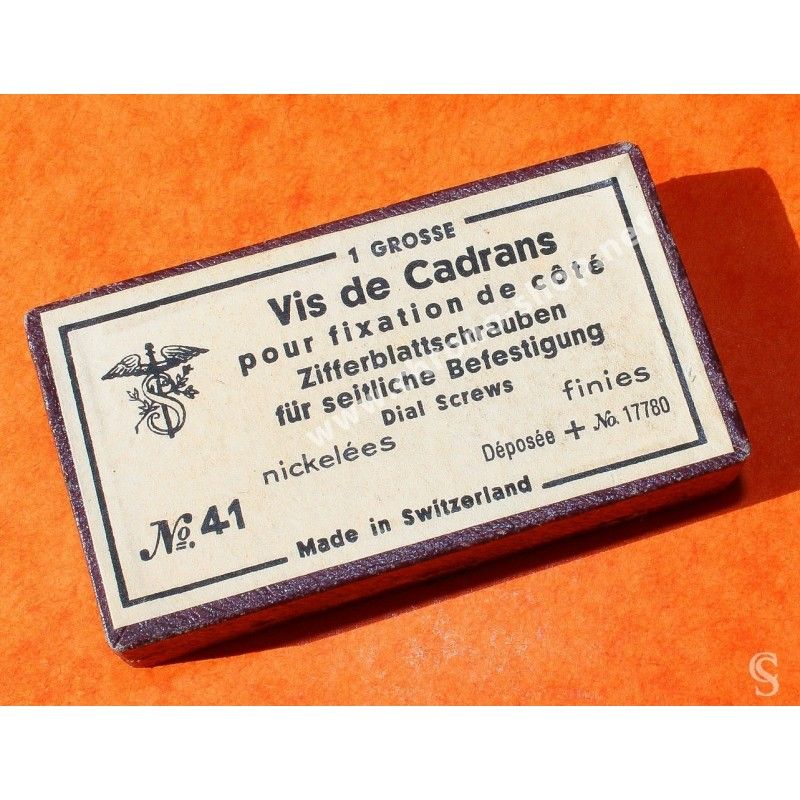 1 GROSSE
Vis de Cadrans
pour fixation de côté
Zifferblattschrauben
für seitliche Befestigung
Dial Screws
nickelées finies
Déposée + No. 17780
No. 41
Made in Switzerland